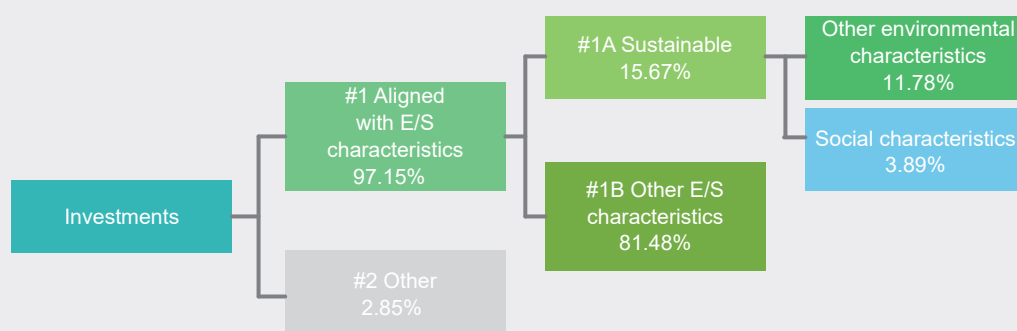 Investments
#1 Aligned
with E/S
characteristics
97.15%
#2 Other
2.85%
#1A Sustainable
15.67%
#1B Other E/S
characteristics
81.48%
Other environmental
characteristics
11.78%
Social characteristics
3.89%